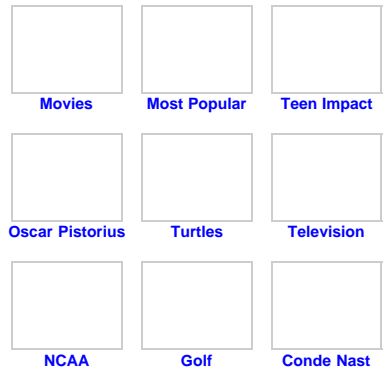 Movies Most Popular Teen Impact
Oscar Pistorius Turtles Television
NCAA Golf Conde Nast